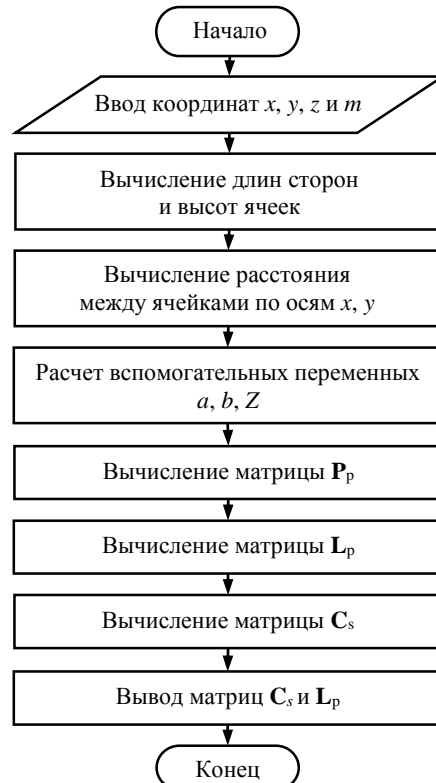 Начало
Ввод координат x, y, z и m
Вычисление длин сторон
и высот ячеек
Вычисление расстояния
между ячейками по осям x, y
Расчет вспомогательных переменных
a, b, Z
Вычисление матрицы Pp
Вычисление матрицы Lp
Вычисление матрицы Cs
Вывод матриц Cs и Lp
Конец